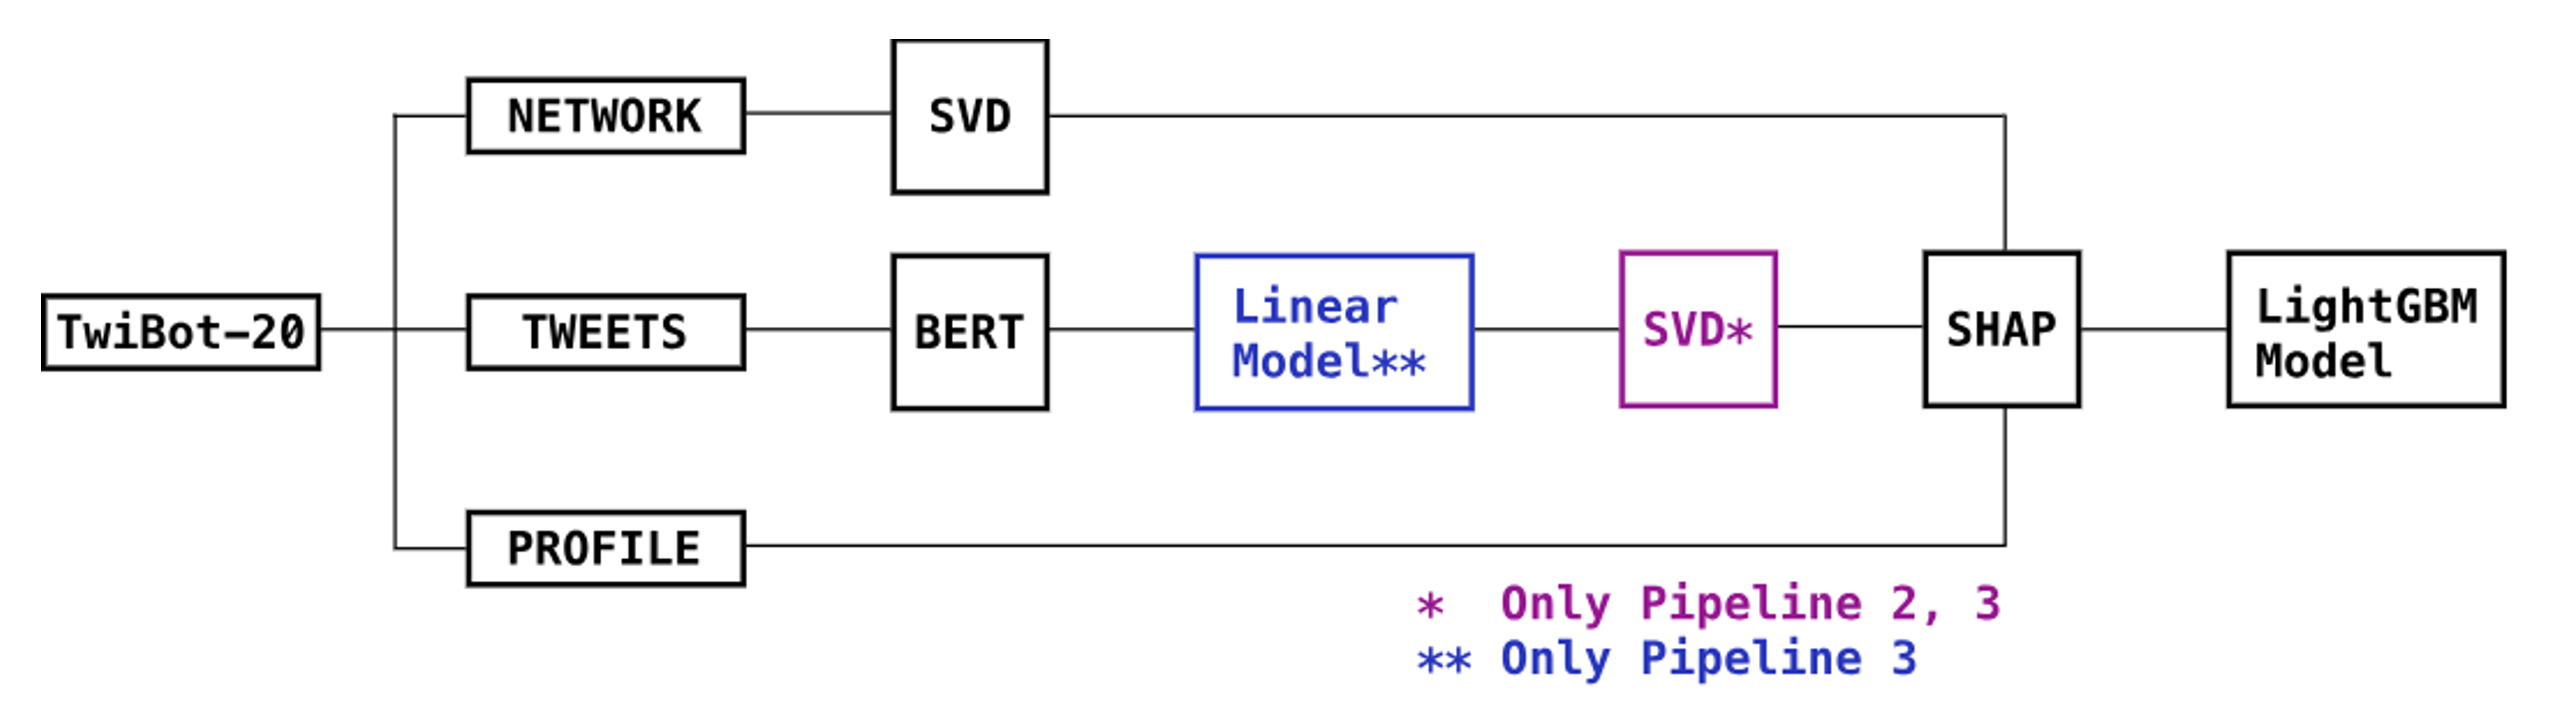 NETWORK
SVD
TwiBot-20
TWEETS
BERT
Linear
Model**
SVD*
SHAP
LightGBM
Model
PROFILE
* Only Pipeline 2, 3
** Only Pipeline 3